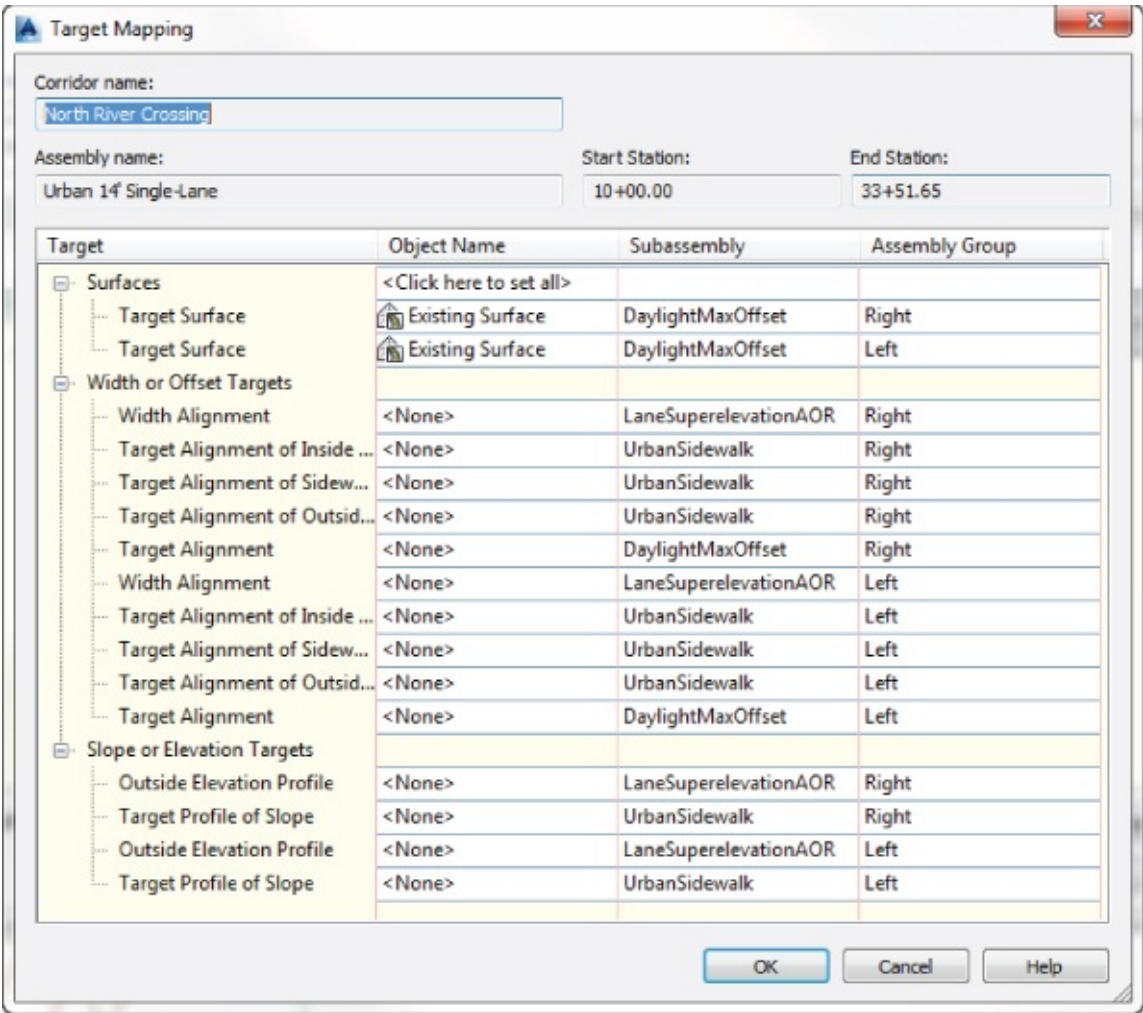 Target Mapping
Corridor name:
North River Crossing
Assembly name: Start Station: End Station:
Urban 14' Single-Lane 10+00.00 33+51.65
Target Object Name Subassembly Assembly Group
Surfaces <Click here to set all>
Target Surface Existing Surface DaylightMaxOffset Right
Target Surface Existing Surface DaylightMaxOffset Left
Width or Offset Targets
Width Alignment <None> LaneSuperelevationAOR Right
Target Alignment of Inside ... <None> UrbanSidewalk Right
Target Alignment of Sidew... <None> UrbanSidewalk Right
Target Alignment of Outsid... <None> UrbanSidewalk Right
Target Alignment <None> DaylightMaxOffset Right
Width Alignment <None> LaneSuperelevationAOR Left
Target Alignment of Inside ... <None> UrbanSidewalk Left
Target Alignment of Sidew... <None> UrbanSidewalk Left
Target Alignment of Outsid... <None> UrbanSidewalk Left
Target Alignment <None> DaylightMaxOffset Left
Slope or Elevation Targets
Outside Elevation Profile <None> LaneSuperelevationAOR Right
Target Profile of Slope <None> UrbanSidewalk Right
Outside Elevation Profile <None> LaneSuperelevationAOR Left
Target Profile of Slope <None> UrbanSidewalk Left
OK Cancel Help